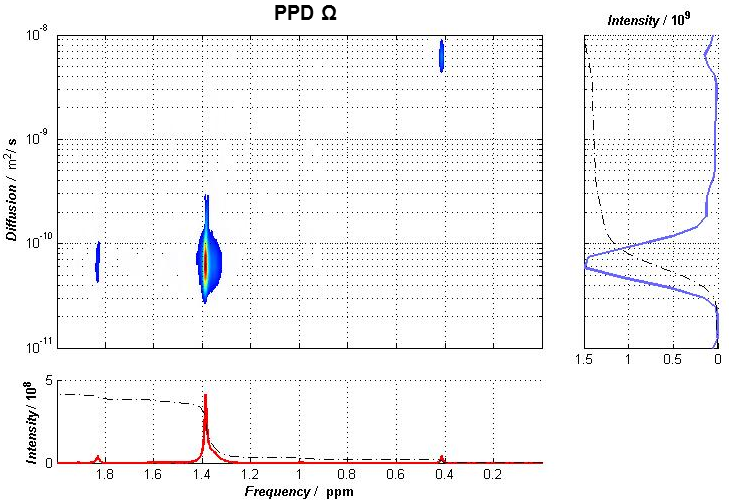 PPD Ω
Intensity / 10⁹
10⁻⁸
10⁻⁹
10⁻¹⁰
10⁻¹¹
Diffusion / m²/ s
1.5 1 0.5 0
5
0
Intensity / 10⁸
1.8 1.6 1.4 1.2 1 0.8 0.6 0.4 0.2
Frequency / ppm